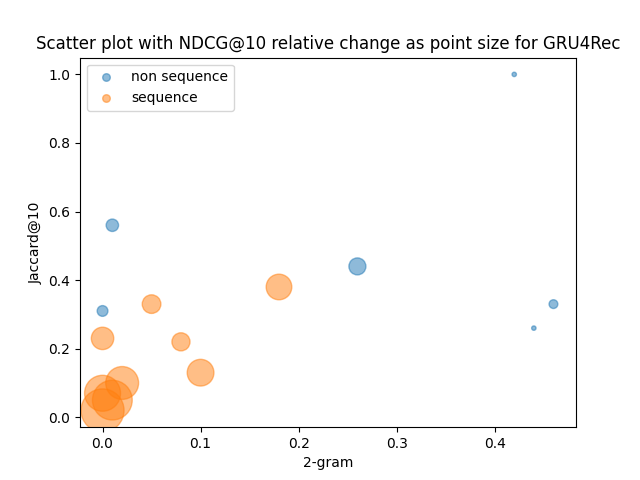 Scatter plot with NDCG@10 relative change as point size for GRU4Rec
non sequence
sequence
1.0
0.8
0.6
0.4
0.2
0.0
Jaccard@10
0.0 0.1 0.2 0.3 0.4
2-gram